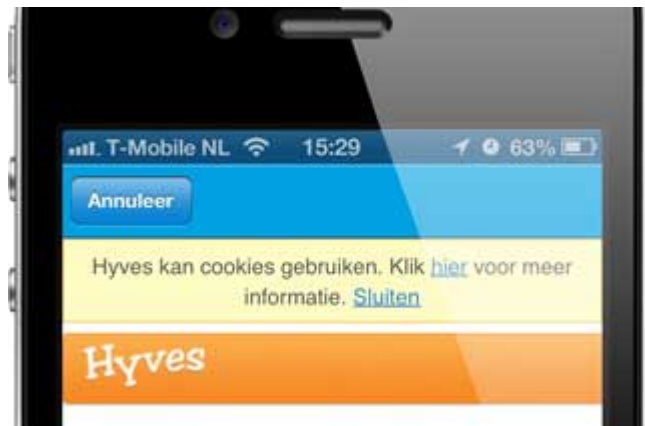 T-Mobile NL 15:29 63%
Annuleer
Hyves kan cookies gebruiken. Klik hier voor meer
informatie. Sluiten
Hyves